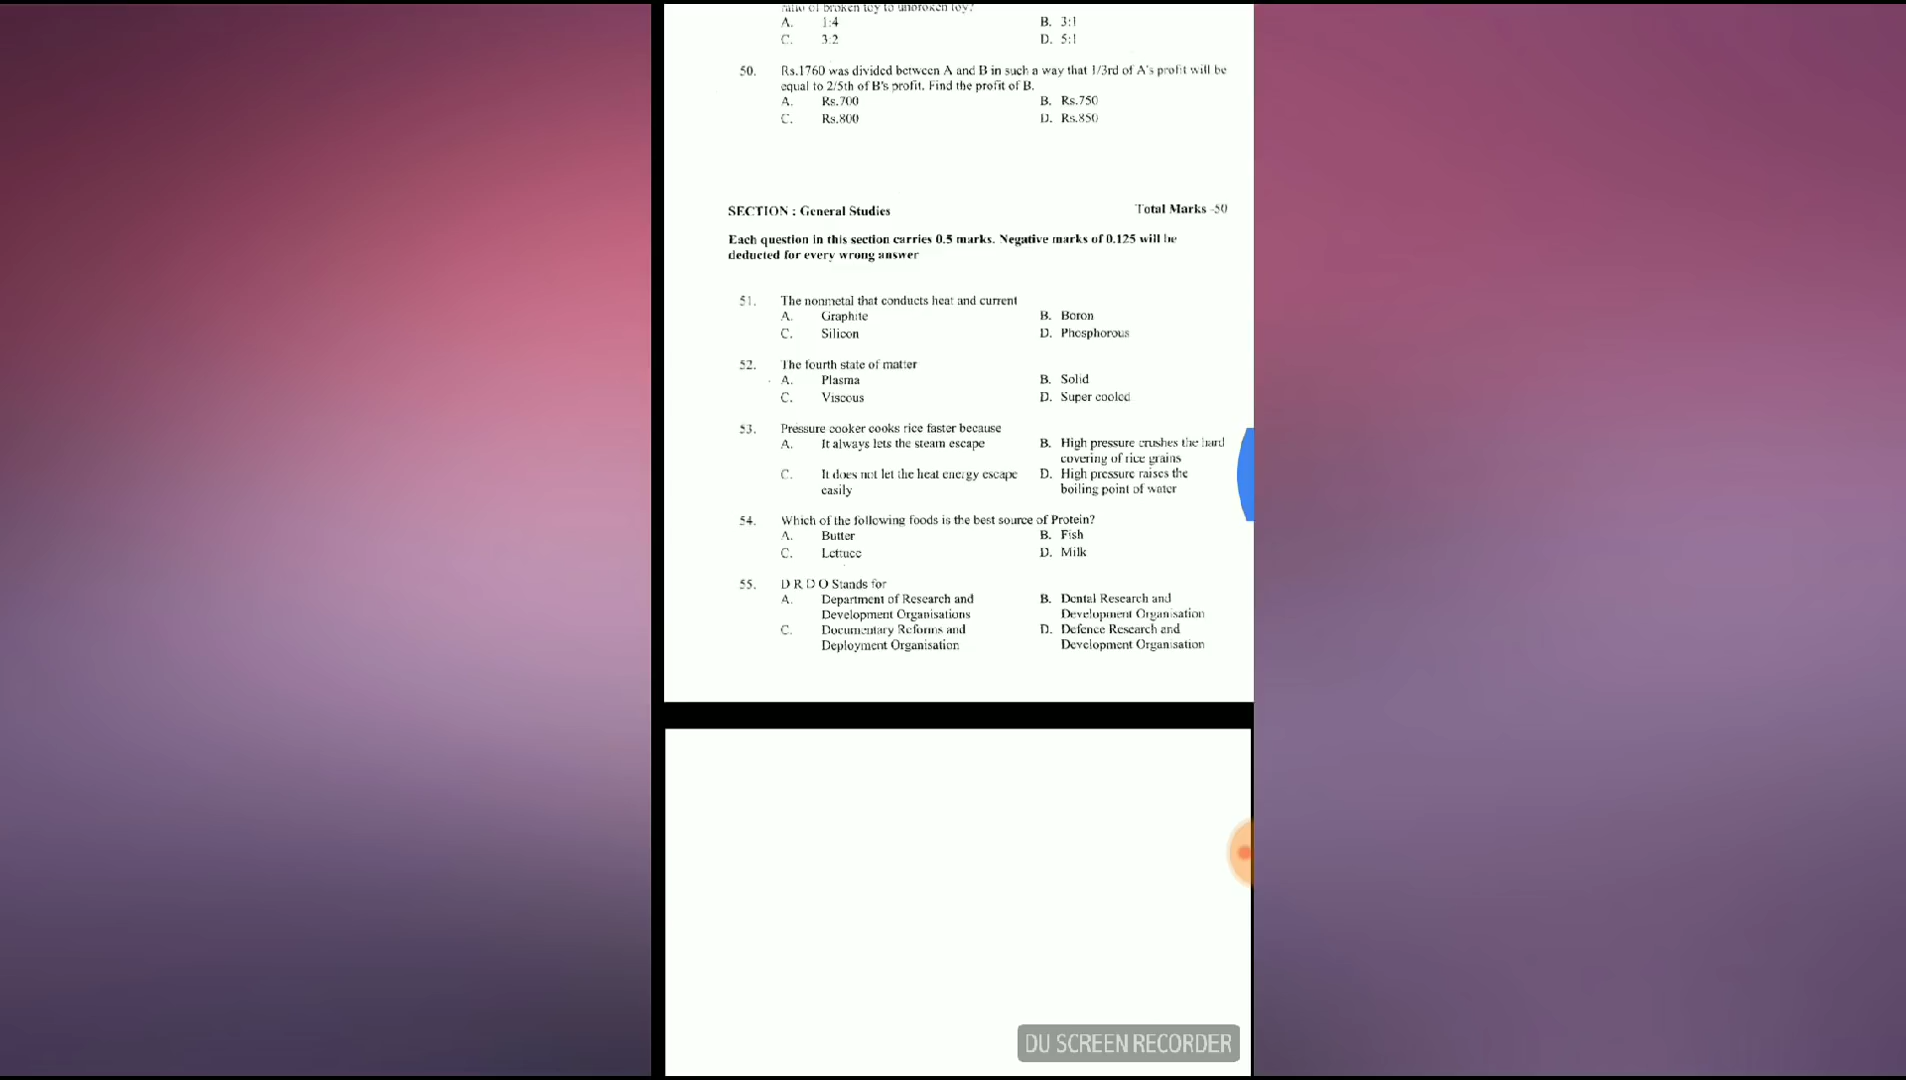 ratio of broken toy to unbroken toy?
A. 1:4 B. 3:1
C. 3:2 D. 5:1
50. Rs.1760 was divided between A and B in such a way that 1/3rd of A's profit will be
equal to 2/5th of B's profit. Find the profit of B.
A. Rs.700 B. Rs.750
C. Rs.800 D. Rs.850
SECTION : General Studies Total Marks -50
Each question in this section carries 0.5 marks. Negative marks of 0.125 will be
deducted for every wrong answer
51. The nonmetal that conducts heat and current
A. Graphite B. Boron
C. Silicon D. Phosphorous
52. The fourth state of matter
A. Plasma B. Solid
C. Viscous D. Super cooled
53. Pressure cooker cooks rice faster because
A. It always lets the steam escape B. High pressure crushes the hard
covering of rice grains
C. It does not let the heat energy escape D. High pressure raises the
easily boiling point of water
54. Which of the following foods is the best source of Protein?
A. Butter B. Fish
C. Lettuce D. Milk
55. D R D O Stands for
A. Department of Research and B. Dental Research and
Development Organisations Development Organisation
C. Documentary Reforms and D. Defence Research and
Deployment Organisation Development Organisation
DU SCREEN RECORDER